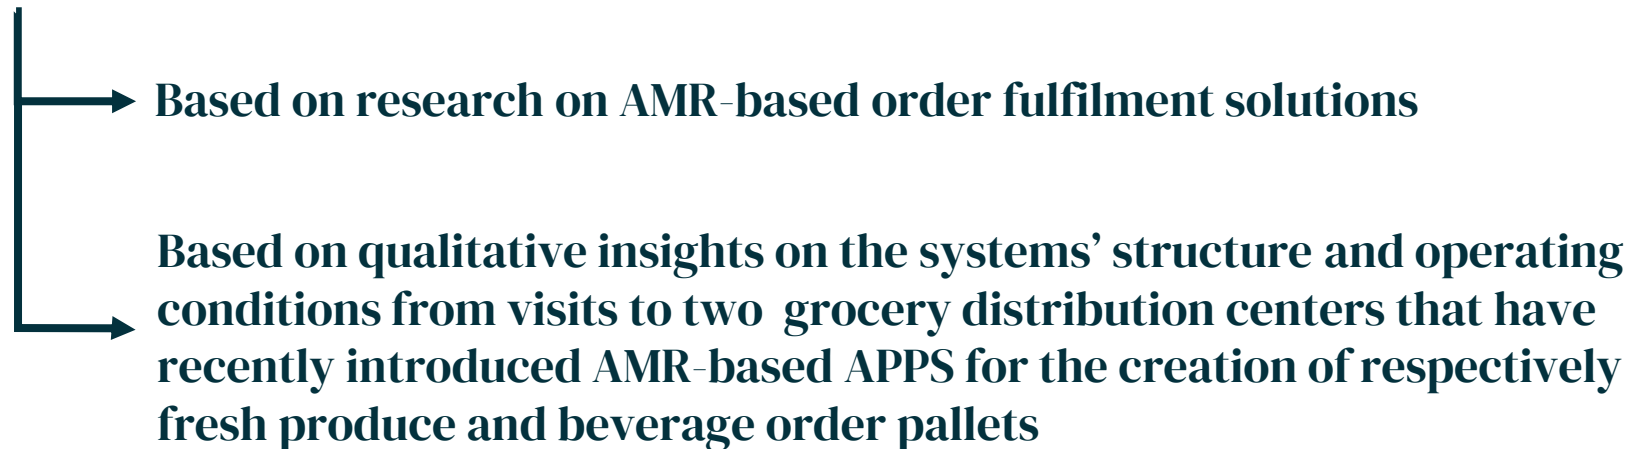 Based on research on AMR-based order fulfilment solutions
Based on qualitative insights on the systems’ structure and operating
conditions from visits to two grocery distribution centers that have
recently introduced AMR-based APPS for the creation of respectively
fresh produce and beverage order pallets